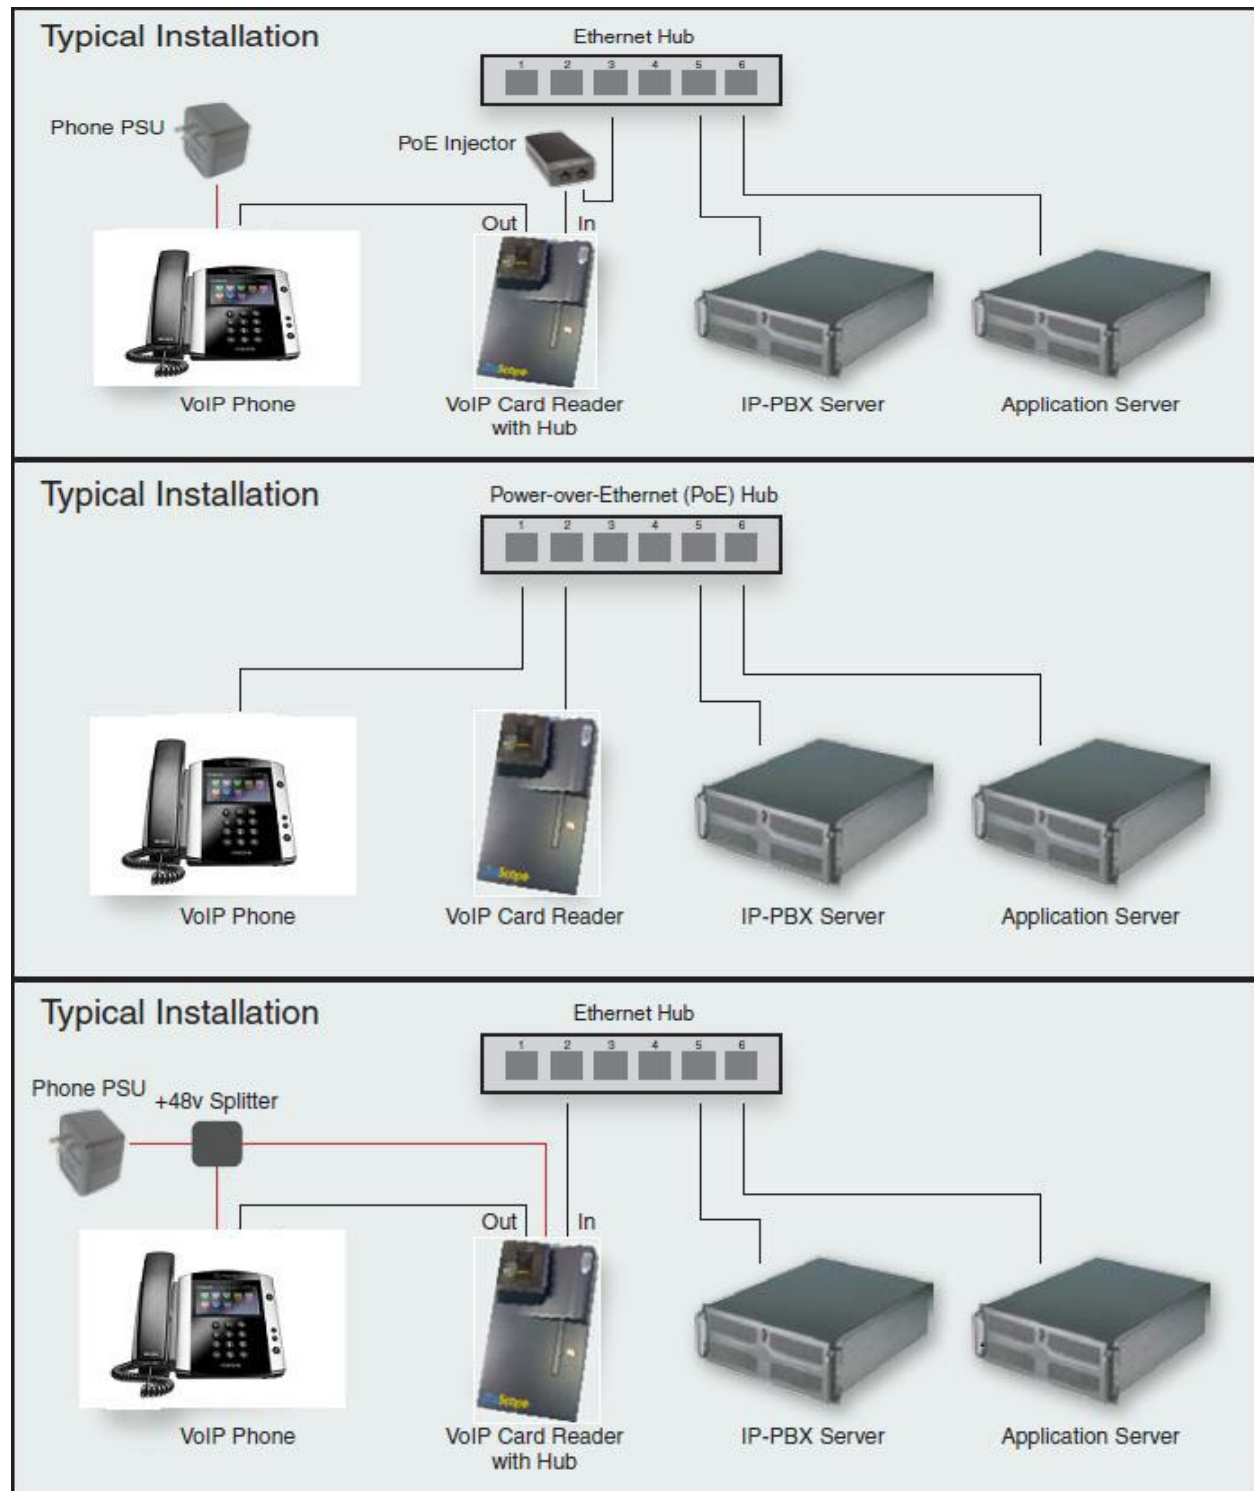 Typical Installation
Ethernet Hub
1 2 3 4 5 6
Phone PSU
PoE Injector
Out In
Scope
VoIP Phone
VoIP Card Reader
with Hub
IP-PBX Server
Application Server
Typical Installation
Power-over-Ethernet (PoE) Hub
1 2 3 4 5 6
Scope
VoIP Phone
VoIP Card Reader
IP-PBX Server
Application Server
Typical Installation
Ethernet Hub
1 2 3 4 5 6
Phone PSU
+48v Splitter
Out In
Scope
VoIP Phone
VoIP Card Reader
with Hub
IP-PBX Server
Application Server